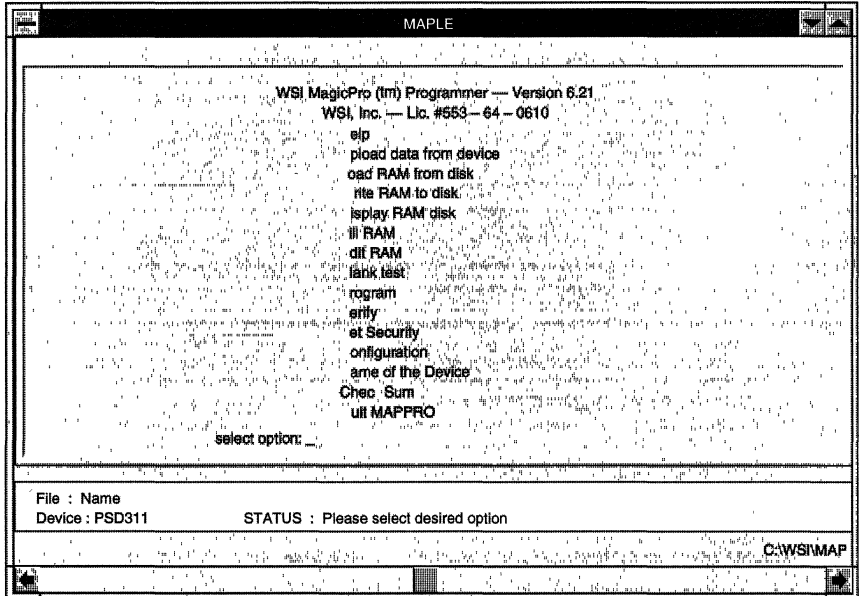 MAPLE
WSI MagicPro (tm) Programmer — Version 6.21
WSI, Inc. — Lic. #553 – 64 – 0610
elp
pload data from device
oad RAM from disk
rite RAM to disk
isplay RAM disk
ill RAM
dit RAM
lank test
rogram
erify
et Security
onfiguration
ame of the Device
Chec Sum
uit MAPPRO
select option: _
File : Name
Device : PSD311 STATUS : Please select desired option
C:\WSI\MAP